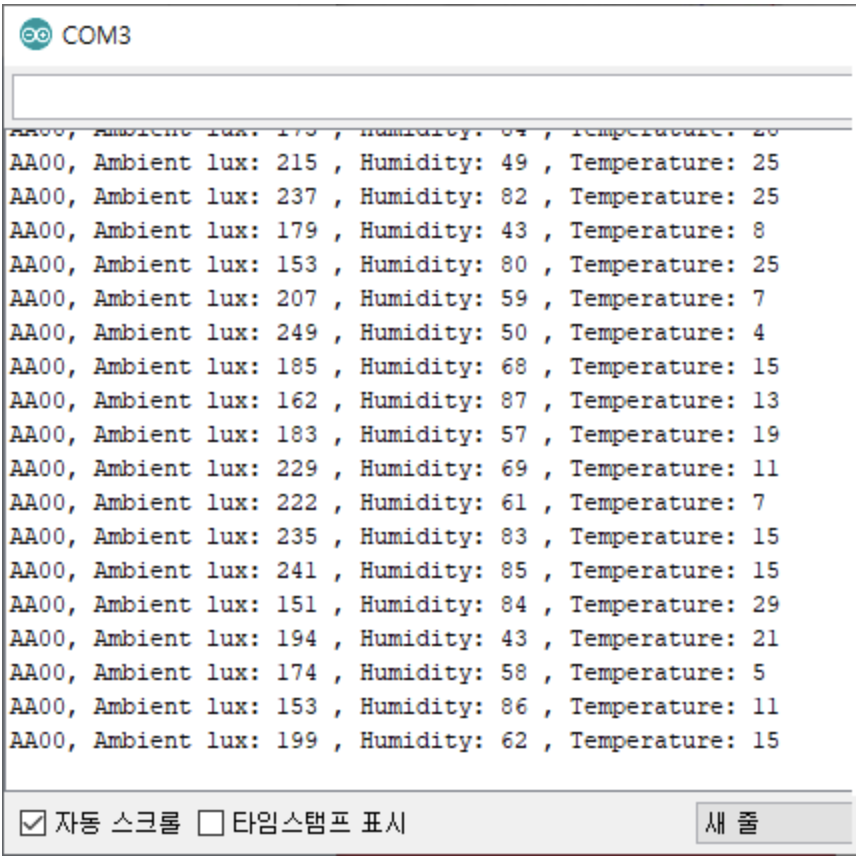 COM3
AA00, Ambient lux: 173 , Humidity: 84 , Temperature: 26
AA00, Ambient lux: 215 , Humidity: 49 , Temperature: 25
AA00, Ambient lux: 237 , Humidity: 82 , Temperature: 25
AA00, Ambient lux: 179 , Humidity: 43 , Temperature: 8
AA00, Ambient lux: 153 , Humidity: 80 , Temperature: 25
AA00, Ambient lux: 207 , Humidity: 59 , Temperature: 7
AA00, Ambient lux: 249 , Humidity: 50 , Temperature: 4
AA00, Ambient lux: 185 , Humidity: 68 , Temperature: 15
AA00, Ambient lux: 162 , Humidity: 87 , Temperature: 13
AA00, Ambient lux: 183 , Humidity: 57 , Temperature: 19
AA00, Ambient lux: 229 , Humidity: 69 , Temperature: 11
AA00, Ambient lux: 222 , Humidity: 61 , Temperature: 7
AA00, Ambient lux: 235 , Humidity: 83 , Temperature: 15
AA00, Ambient lux: 241 , Humidity: 85 , Temperature: 15
AA00, Ambient lux: 151 , Humidity: 84 , Temperature: 29
AA00, Ambient lux: 194 , Humidity: 43 , Temperature: 21
AA00, Ambient lux: 174 , Humidity: 58 , Temperature: 5
AA00, Ambient lux: 153 , Humidity: 86 , Temperature: 11
AA00, Ambient lux: 199 , Humidity: 62 , Temperature: 15
자동 스크롤 타임스탬프 표시 새 줄